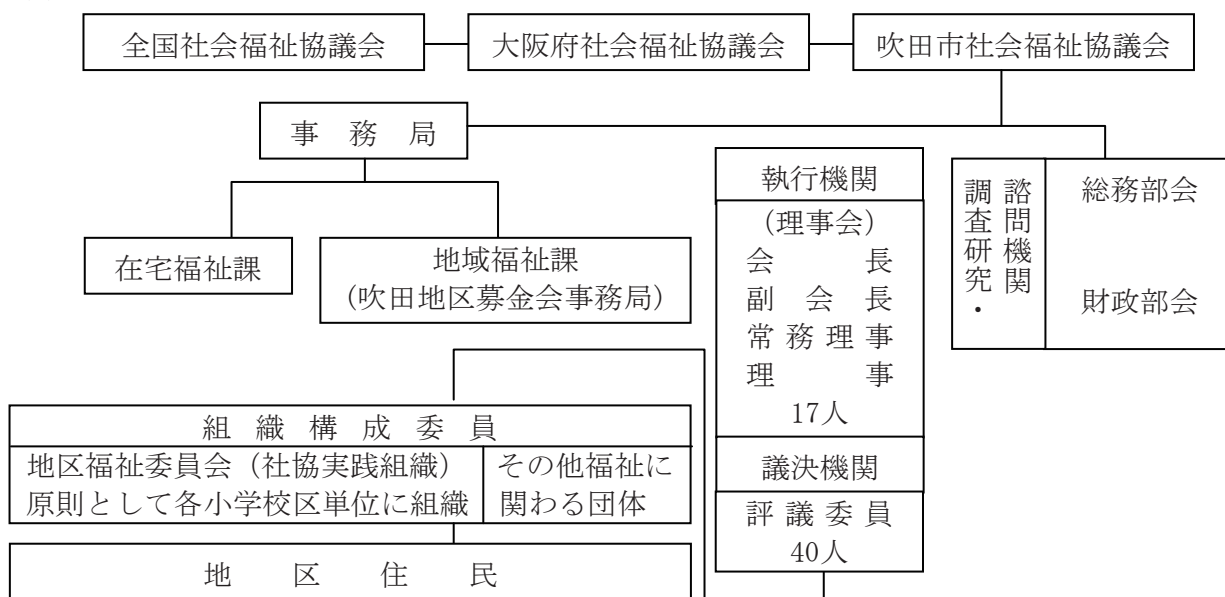 全国社会福祉協議会
大阪府社会福祉協議会
吹田市社会福祉協議会
事務局
在宅福祉課
地域福祉課
(吹田地区募金会事務局)
執行機関
(理事会)
会長
副会長
常務理事
理事
17人
議決機関
評議委員
40人
調査研究・
諮問機関
総務部会
財政部会
組織構成委員
地区福祉委員会(社協実践組織)
原則として各小学校区単位に組織
その他福祉に
関わる団体
地区住民